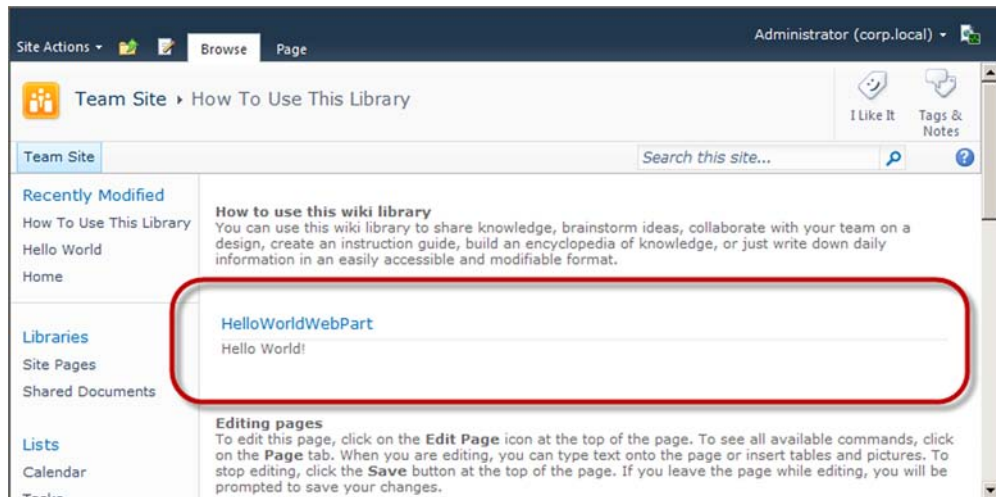 Administrator (corp.local)
Site Actions
Browse
Page
Team Site ▸ How To Use This Library
I Like It
Tags &
Notes
Team Site
Search this site...
Recently Modified
How To Use This Library
Hello World
Home
Libraries
Site Pages
Shared Documents
Lists
Calendar
Tasks
How to use this wiki library
You can use this wiki library to share knowledge, brainstorm ideas, collaborate with your team on a
design, create an instruction guide, build an encyclopedia of knowledge, or just write down daily
information in an easily accessible and modifiable format.
HelloWorldWebPart
Hello World!
Editing pages
To edit this page, click on the Edit Page icon at the top of the page. To see all available commands, click
on the Page tab. When you are editing, you can type text onto the page or insert tables and pictures. To
stop editing, click the Save button at the top of the page. If you leave the page while editing, you will be
prompted to save your changes.